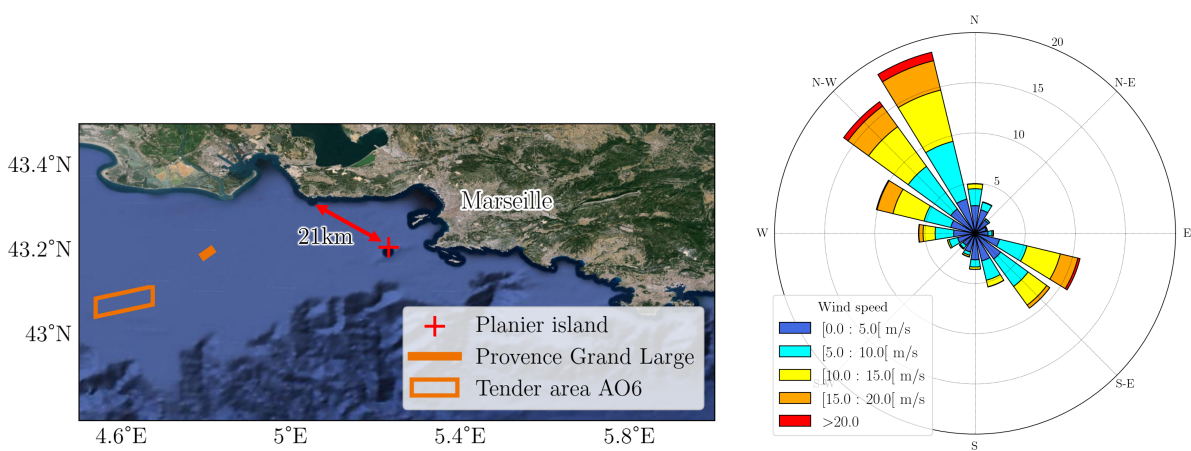 43.4°N
43.2°N
43°N
4.6°E
5°E
5.4°E
5.8°E
Marseille
21km
Planier island
Provence Grand Large
Tender area AO6
N
N-E
E
S-E
S
S-W
W
N-W
5
10
15
20
Wind speed
[0.0 : 5.0[ m/s
[5.0 : 10.0[ m/s
[10.0 : 15.0[ m/s
[15.0 : 20.0[ m/s
>20.0